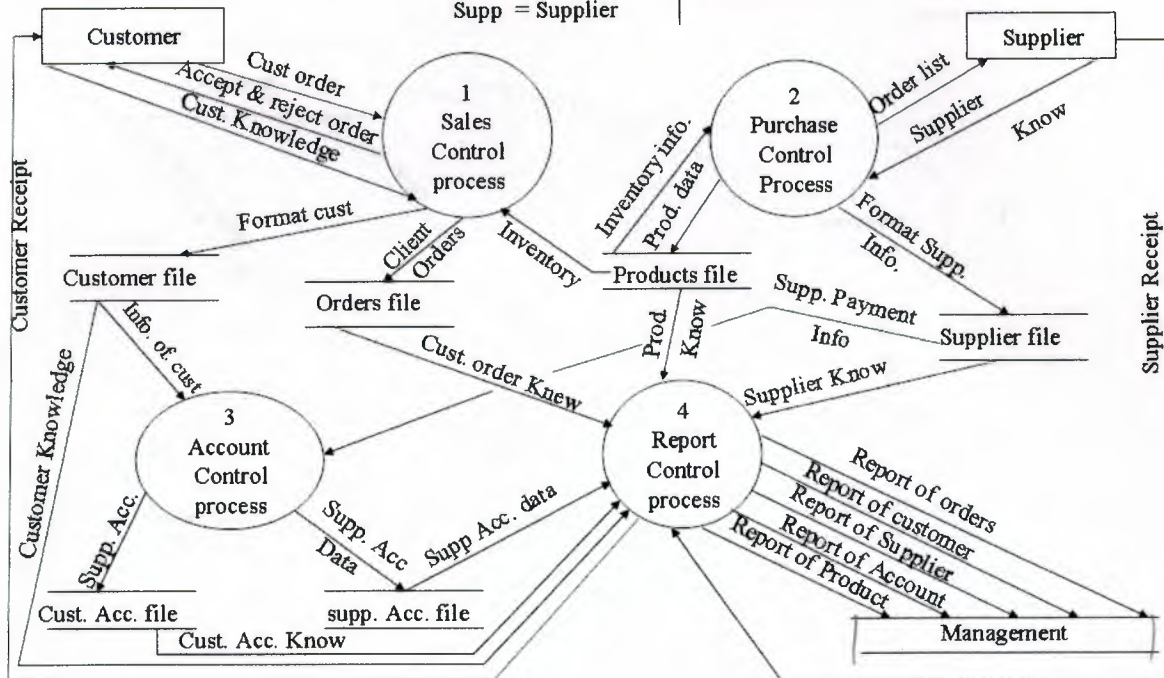 Supp = Supplier
Customer
Supplier
Cust order
Accept & reject order
Cust. Knowledge
1
Sales
Control
process
2
Purchase
Control
Process
Order list
Supplier
Know
Inventory info.
Prod. data
Format cust
Client
Orders
Inventory
Format Supp.
Info.
Customer Receipt
Supplier Receipt
Customer file
Orders file
Products file
Supp. Payment
Info
Supplier file
Info. of. cust
Cust. order Knew
Prod.
Know
Supplier Know
Customer Knowledge
3
Account
Control
process
4
Report
Control
process
Supp. Acc.
Supp. Acc
Data
Supp Acc. data
Report of orders
Report of customer
Report of Supplier
Report of Account
Report of Product
Cust. Acc. file
supp. Acc. file
Cust. Acc. Know
Management